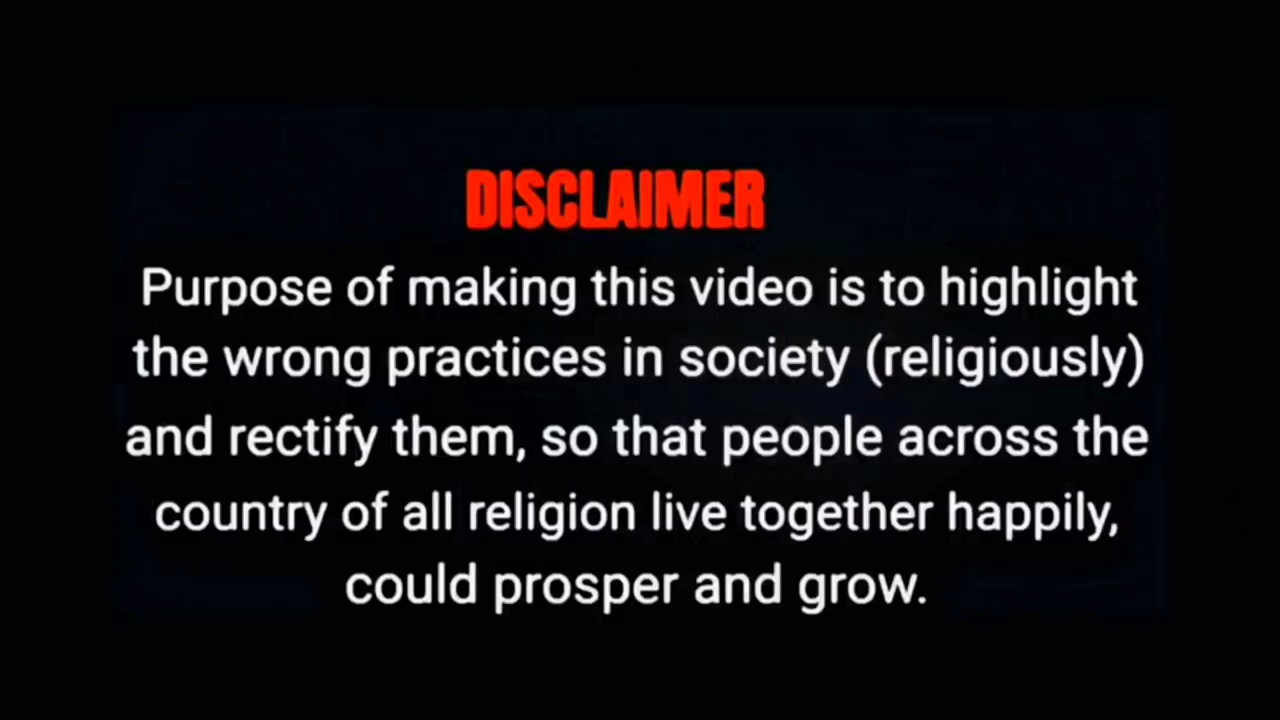 DISCLAIMER
Purpose of making this video is to highlight
the wrong practices in society (religiously)
and rectify them, so that people across the
country of all religion live together happily,
could prosper and grow.